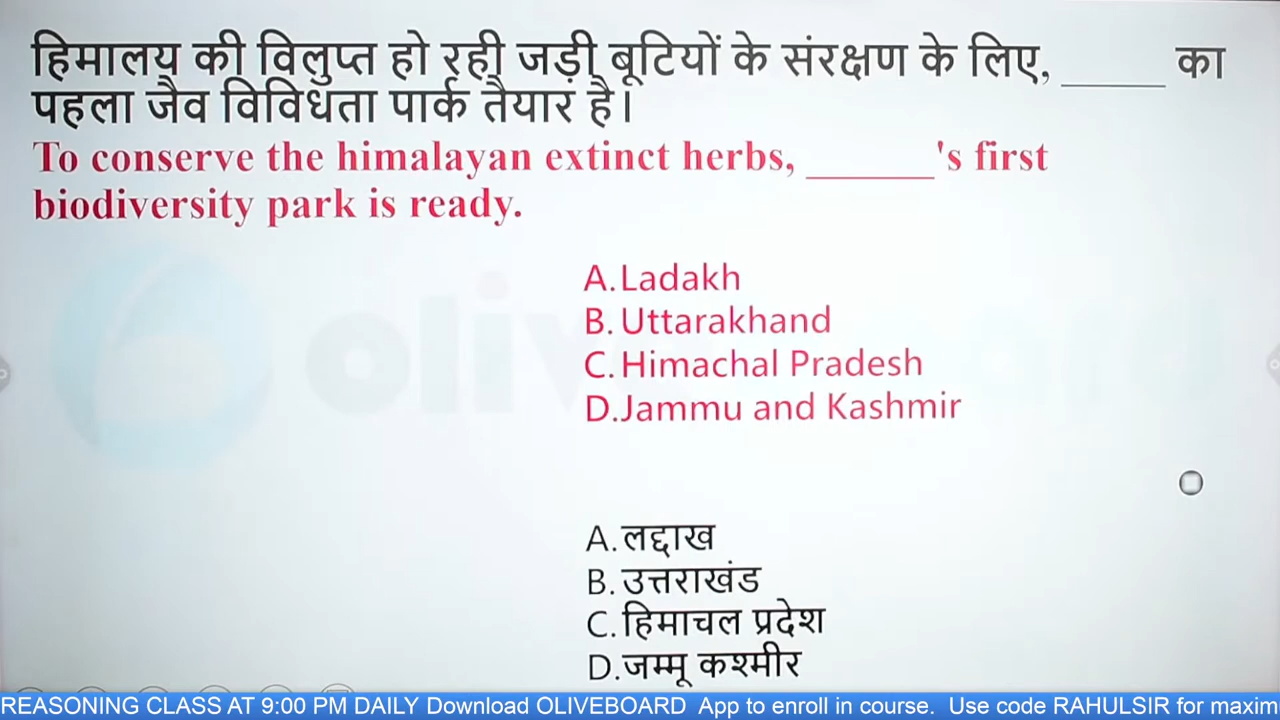 हिमालय की विलुप्त हो रही जड़ी बूटियों के संरक्षण के लिए, ______ का
पहला जैव विविधता पार्क तैयार है।
To conserve the himalayan extinct herbs, _______'s first
biodiversity park is ready.
A.Ladakh
B. Uttarakhand
C.Himachal Pradesh
D.Jammu and Kashmir
A.लद्दाख
B. उत्तराखंड
C.हिमाचल प्रदेश
D.जम्मू कश्मीर
REASONING CLASS AT 9:00 PM DAILY Download OLIVEBOARD App to enroll in course. Use code RAHULSIR for maxim